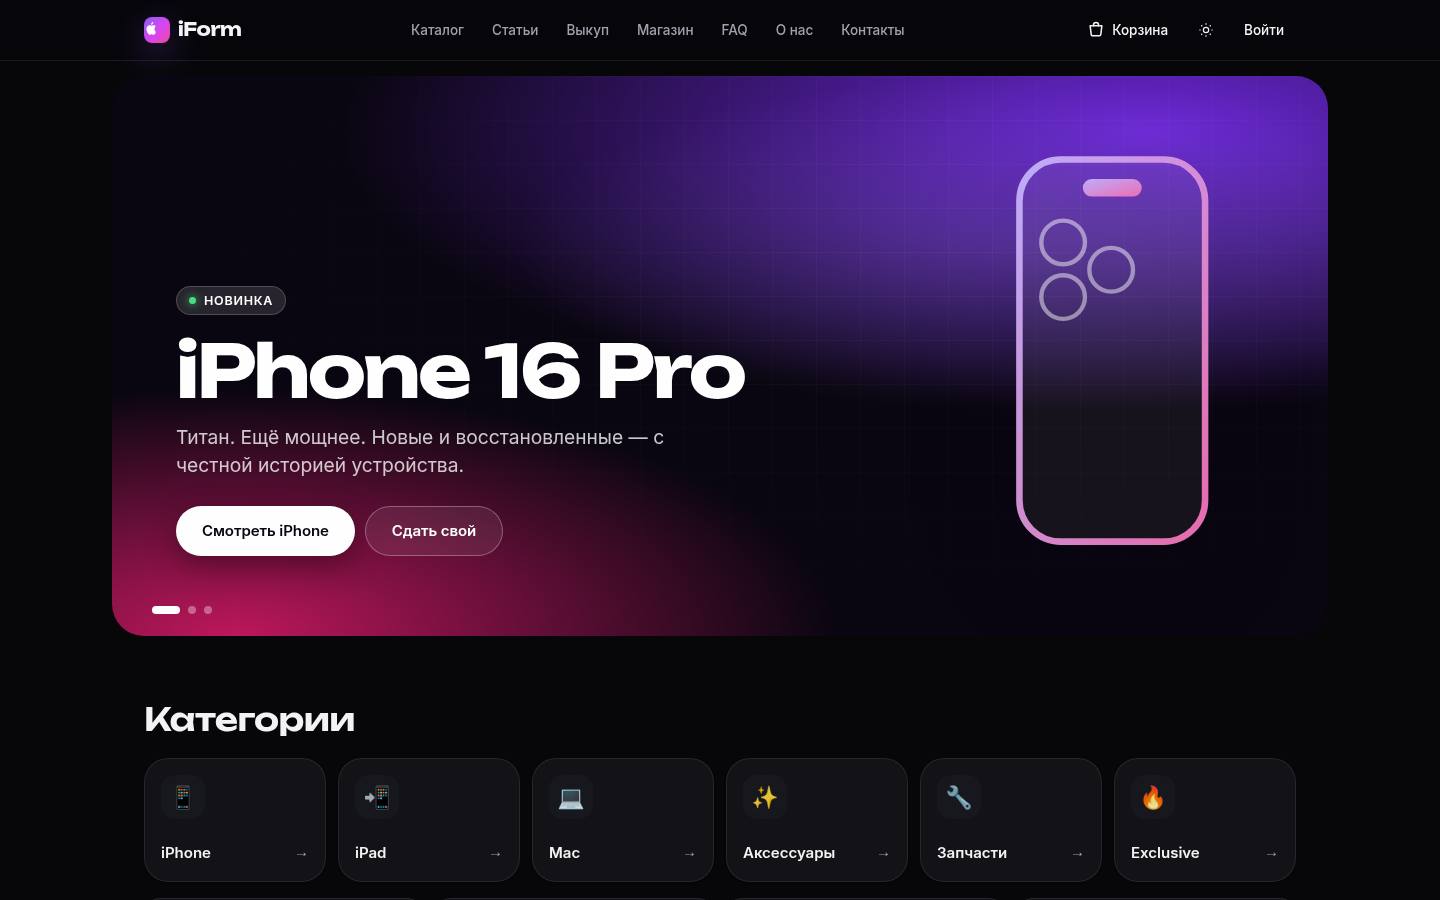 iForm
Каталог
Статьи
Выкуп
Магазин
FAQ
О нас
Контакты
Корзина
Войти
НОВИНКА
iPhone 16 Pro
Титан. Ещё мощнее. Новые и восстановленные — с
честной историей устройства.
Смотреть iPhone
Сдать свой
Категории
iPhone →
iPad →
Mac →
Аксессуары →
Запчасти →
Exclusive →